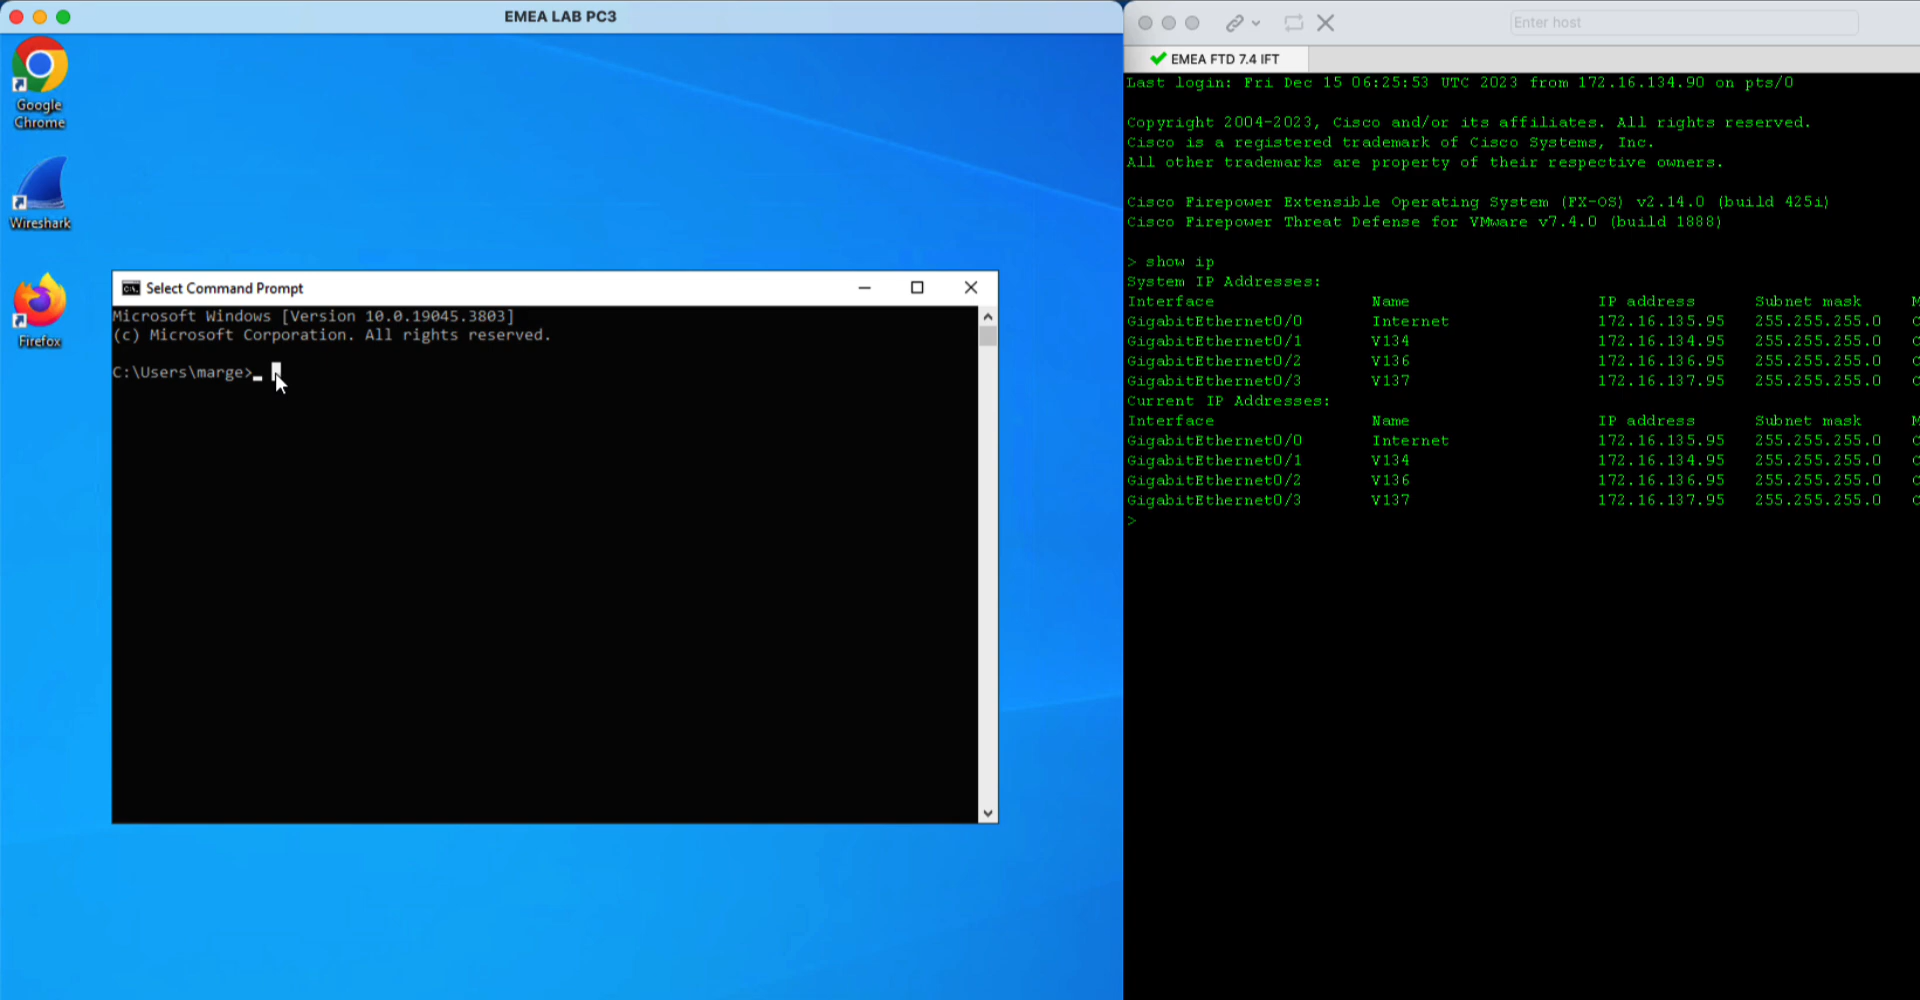 EMEA LAB PC3
Google
Chrome
Wireshark
Firefox
Select Command Prompt
Microsoft Windows [Version 10.0.19045.3803]
(c) Microsoft Corporation. All rights reserved.
C:\Users\marge>
Enter host
EMEA FTD 7.4 IFT
Last login: Fri Dec 15 06:25:53 UTC 2023 from 172.16.134.90 on pts/0
Copyright 2004-2023, Cisco and/or its affiliates. All rights reserved.
Cisco is a registered trademark of Cisco Systems, Inc.
All other trademarks are property of their respective owners.
Cisco Firepower Extensible Operating System (FX-OS) v2.14.0 (build 425i)
Cisco Firepower Threat Defense for VMware v7.4.0 (build 1888)
> show ip
System IP Addresses:
Interface Name IP address Subnet mask M
GigabitEthernet0/0 Internet 172.16.135.95 255.255.255.0 C
GigabitEthernet0/1 V134 172.16.134.95 255.255.255.0 C
GigabitEthernet0/2 V136 172.16.136.95 255.255.255.0 C
GigabitEthernet0/3 V137 172.16.137.95 255.255.255.0 C
Current IP Addresses:
Interface Name IP address Subnet mask M
GigabitEthernet0/0 Internet 172.16.135.95 255.255.255.0 C
GigabitEthernet0/1 V134 172.16.134.95 255.255.255.0 C
GigabitEthernet0/2 V136 172.16.136.95 255.255.255.0 C
GigabitEthernet0/3 V137 172.16.137.95 255.255.255.0 C
>